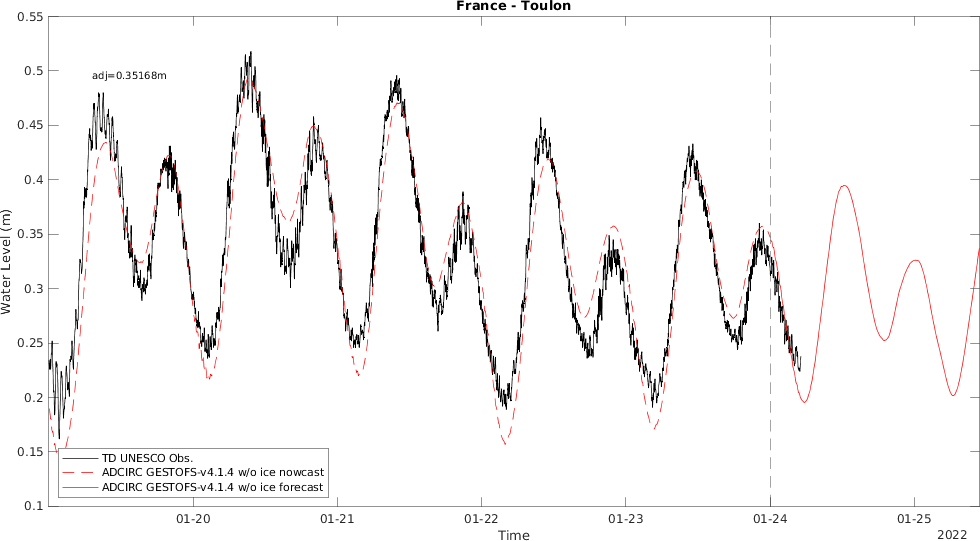 France - Toulon
adj=0.35168m
0.55
0.5
0.45
0.4
0.35
0.3
0.25
0.2
0.15
0.1
Water Level (m)
TD UNESCO Obs.
ADCIRC GESTOFS-v4.1.4 w/o ice nowcast
ADCIRC GESTOFS-v4.1.4 w/o ice forecast
01-20 01-21 01-22 01-23 01-24 01-25
Time
2022